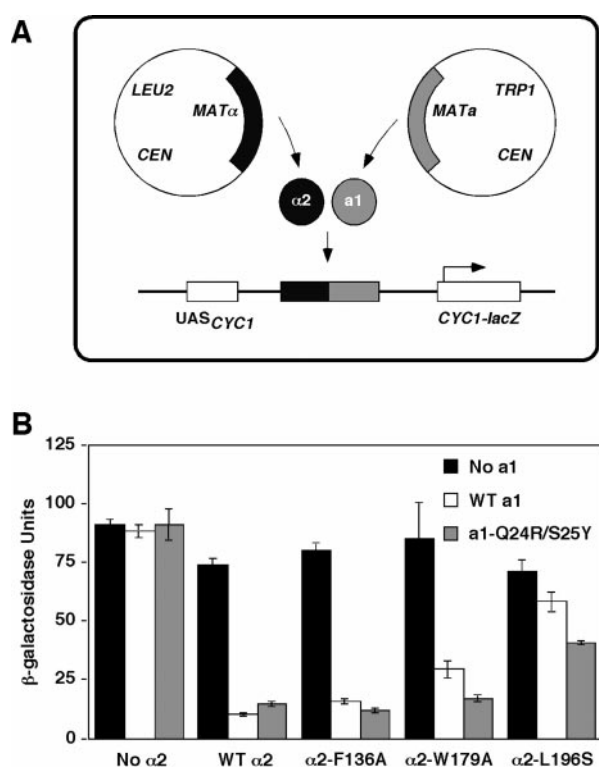 A
LEU2
MATα
CEN
MATa
TRP1
CEN
α2 a1
UASCYC1
CYC1-lacZ
B
β-galactosidase Units
125
100
75
50
25
0
No a1
WT a1
a1-Q24R/S25Y
No α2 WT α2 α2-F136A α2-W179A α2-L196S